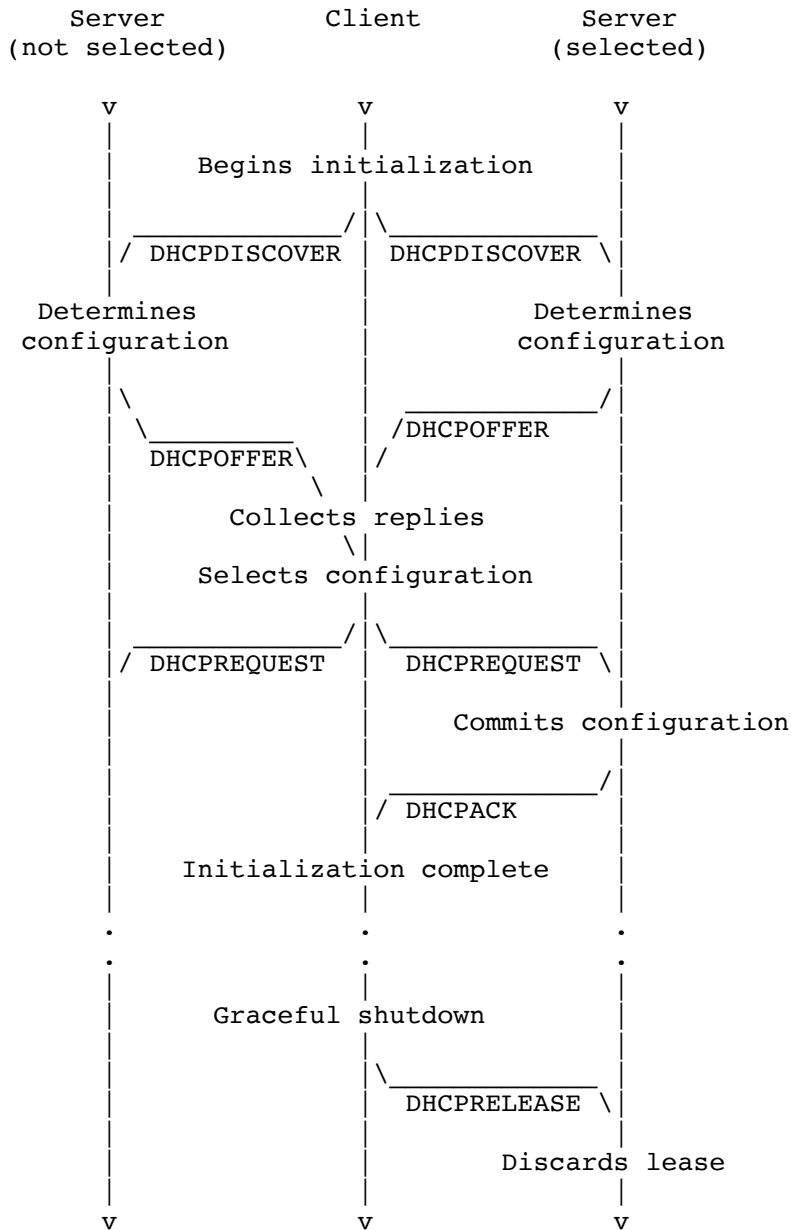 Server Client Server
(not selected) (selected)
v v v
Begins initialization
DHCPDISCOVER DHCPDISCOVER
Determines Determines
configuration configuration
DHCPOFFER
DHCPOFFER
Collects replies
Selects configuration
DHCPREQUEST DHCPREQUEST
Commits configuration
DHCPACK
Initialization complete
. . .
. . .
Graceful shutdown
DHCPRELEASE
Discards lease
v v v